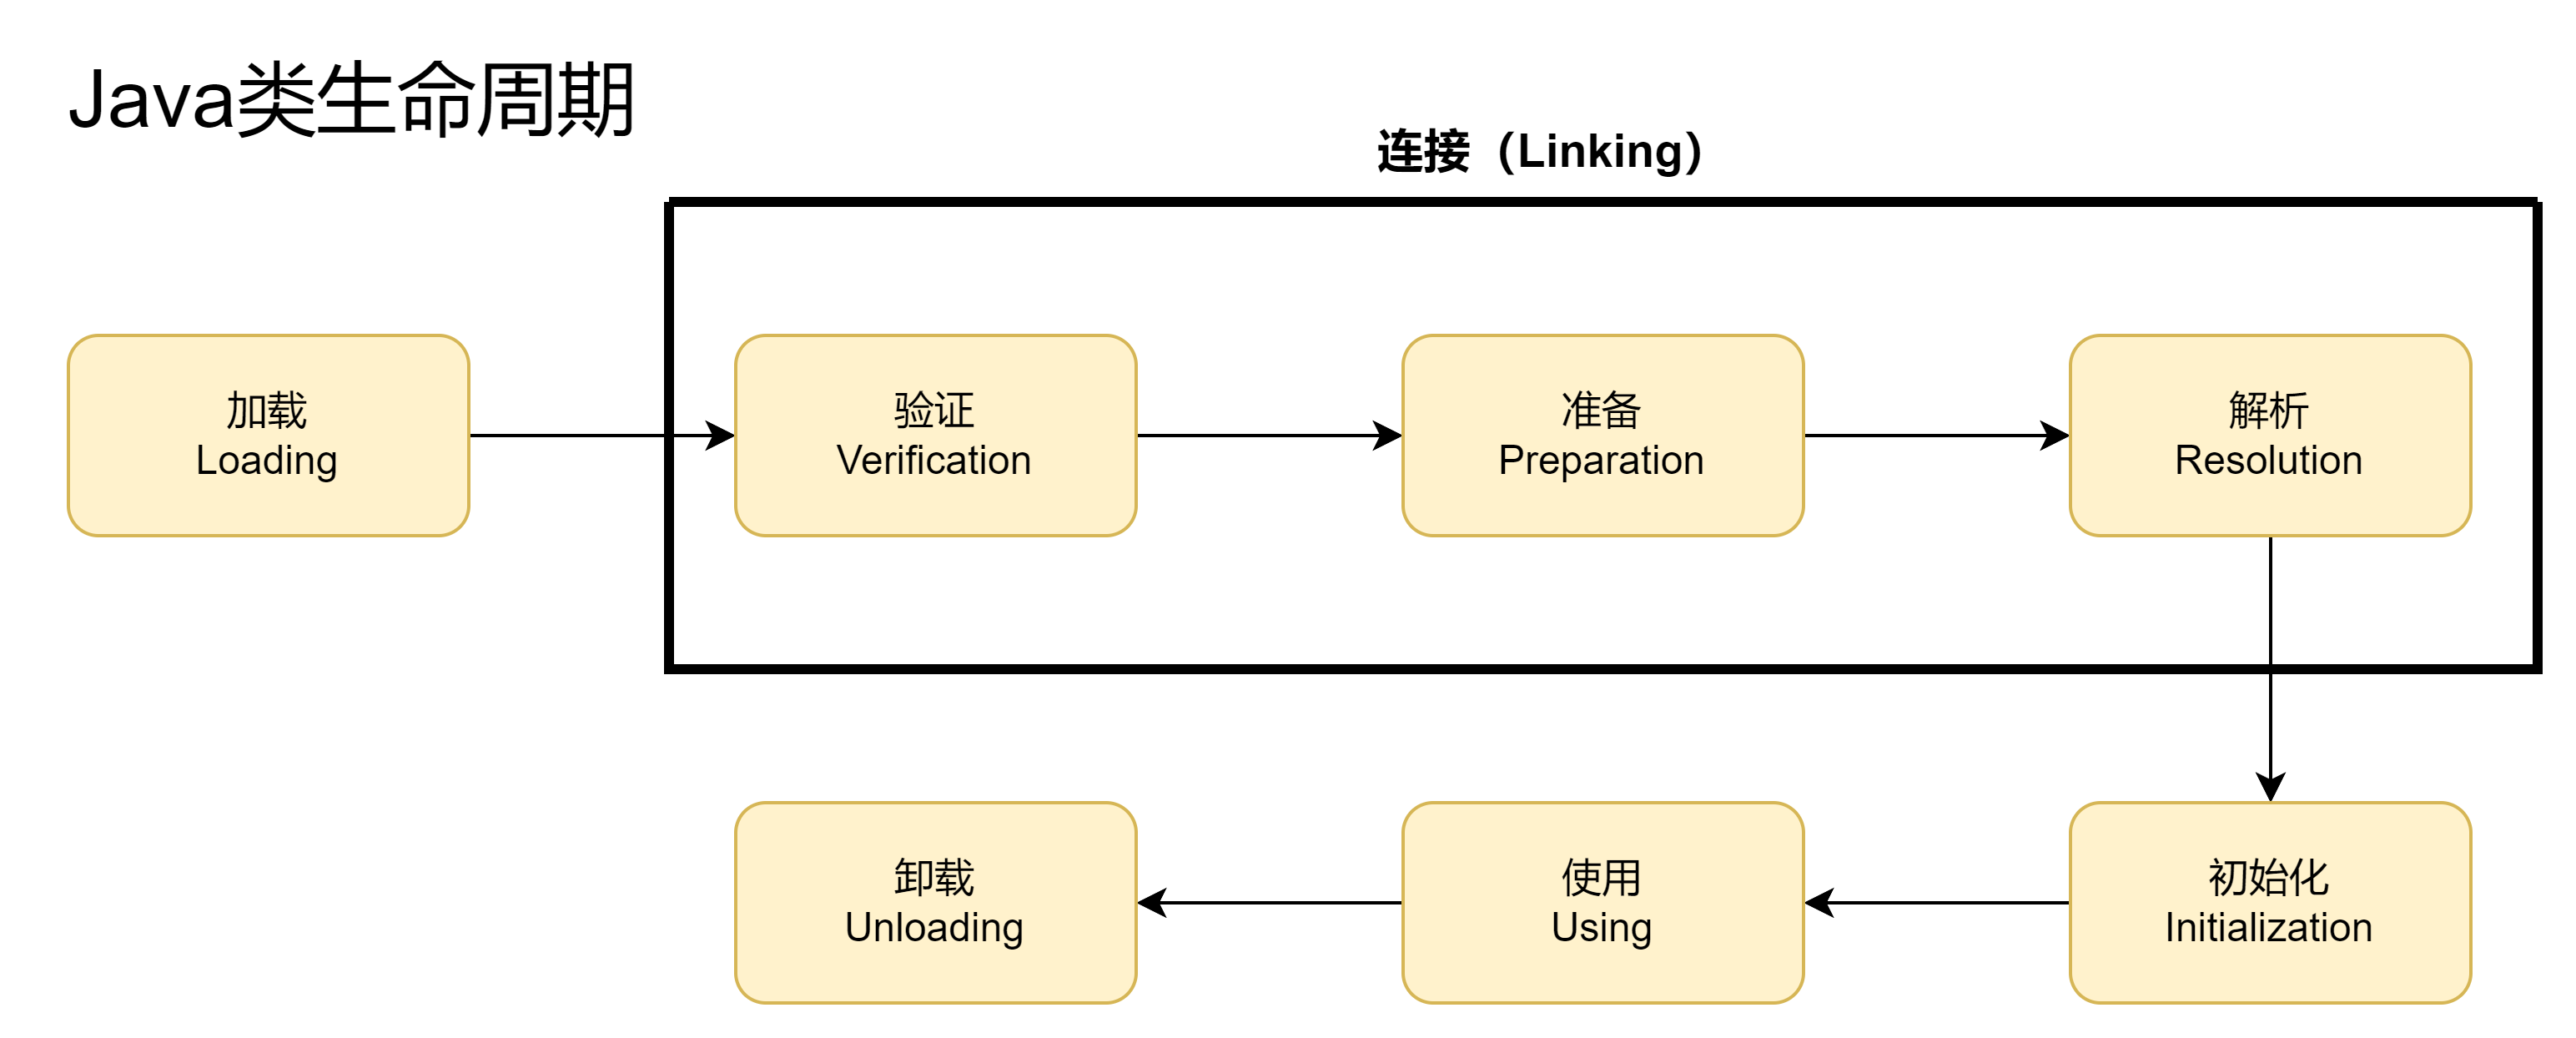 Java类生命周期
连接（Linking）
加载
Loading
验证
Verification
准备
Preparation
解析
Resolution
卸载
Unloading
使用
Using
初始化
Initialization